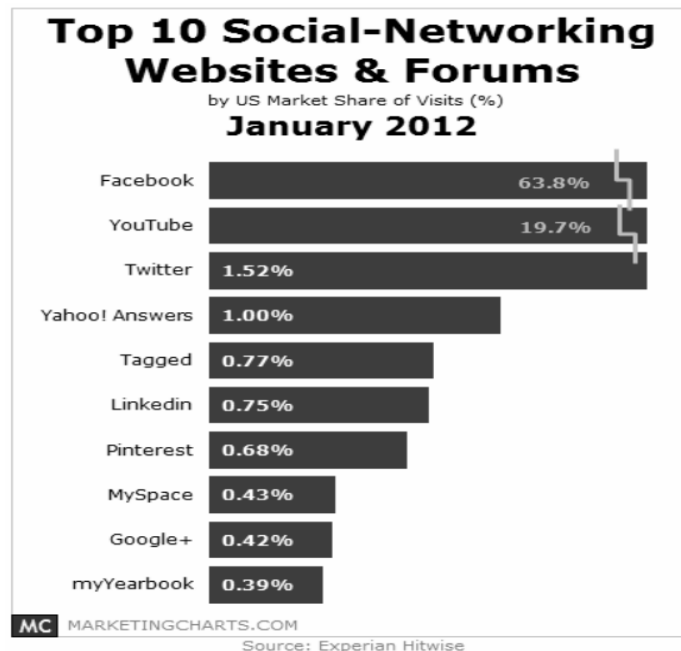 Top 10 Social-Networking
Websites & Forums
by US Market Share of Visits (%)
January 2012
Facebook 63.8%
YouTube 19.7%
Twitter 1.52%
Yahoo! Answers 1.00%
Tagged 0.77%
Linkedin 0.75%
Pinterest 0.68%
MySpace 0.43%
Google+ 0.42%
myYearbook 0.39%
MC MARKETINGCHARTS.COM
Source: Experian Hitwise